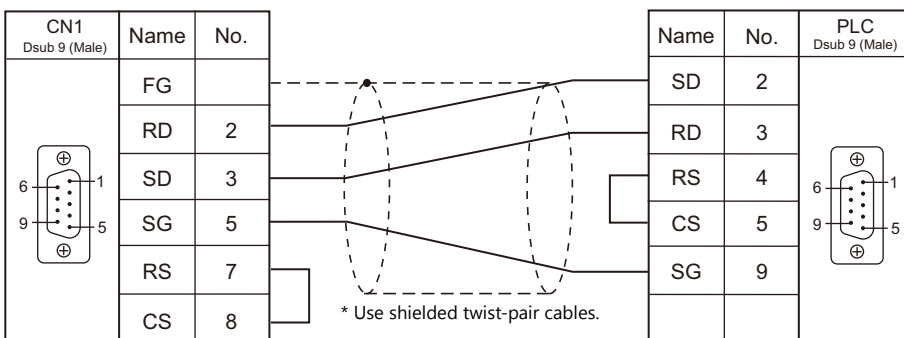 CN1
Dsub 9 (Male)
Name No.
FG
RD 2
SD 3
SG 5
RS 7
CS 8
6 1
9 5
* Use shielded twist-pair cables.
Name No.
PLC
Dsub 9 (Male)
SD 2
RD 3
RS 4
CS 5
SG 9
6 1
9 5